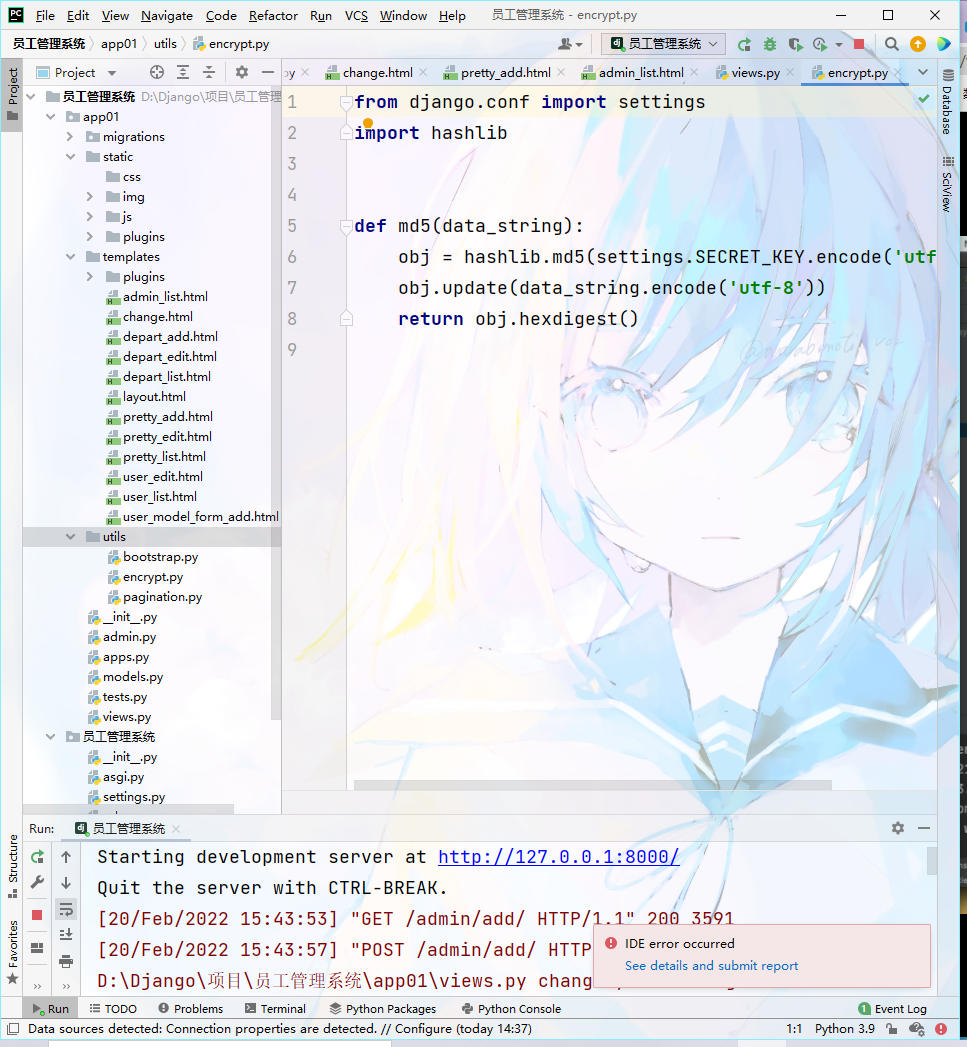 File Edit View Navigate Code Refactor Run VCS Window Help 员工管理系统 - encrypt.py
员工管理系统 app01 utils encrypt.py 员工管理系统
Project
Project
change.html pretty_add.html admin_list.html views.py encrypt.py
员工管理系统 D:\Django\项目\员工管理
app01
migrations
static
css
img
js
plugins
templates
plugins
admin_list.html
change.html
depart_add.html
depart_edit.html
depart_list.html
layout.html
pretty_add.html
pretty_edit.html
pretty_list.html
user_edit.html
user_list.html
user_model_form_add.html
utils
bootstrap.py
encrypt.py
pagination.py
__init__.py
admin.py
apps.py
models.py
tests.py
views.py
员工管理系统
__init__.py
asgi.py
settings.py
1 from django.conf import settings
2 import hashlib
3
4
5 def md5(data_string):
6 obj = hashlib.md5(settings.SECRET_KEY.encode('utf
7 obj.update(data_string.encode('utf-8'))
8 return obj.hexdigest()
9
Database
SciView
Run: 员工管理系统
Structure
Favorites
Starting development server at http://127.0.0.1:8000/
Quit the server with CTRL-BREAK.
[20/Feb/2022 15:43:53] "GET /admin/add/ HTTP/1.1" 200 3591
[20/Feb/2022 15:43:57] "POST /admin/add/ HTTP
D:\Django\项目\员工管理系统\app01\views.py chang
IDE error occurred
See details and submit report
Run TODO Problems Terminal Python Packages Python Console 1 Event Log
Data sources detected: Connection properties are detected. // Configure (today 14:37) 1:1 Python 3.9